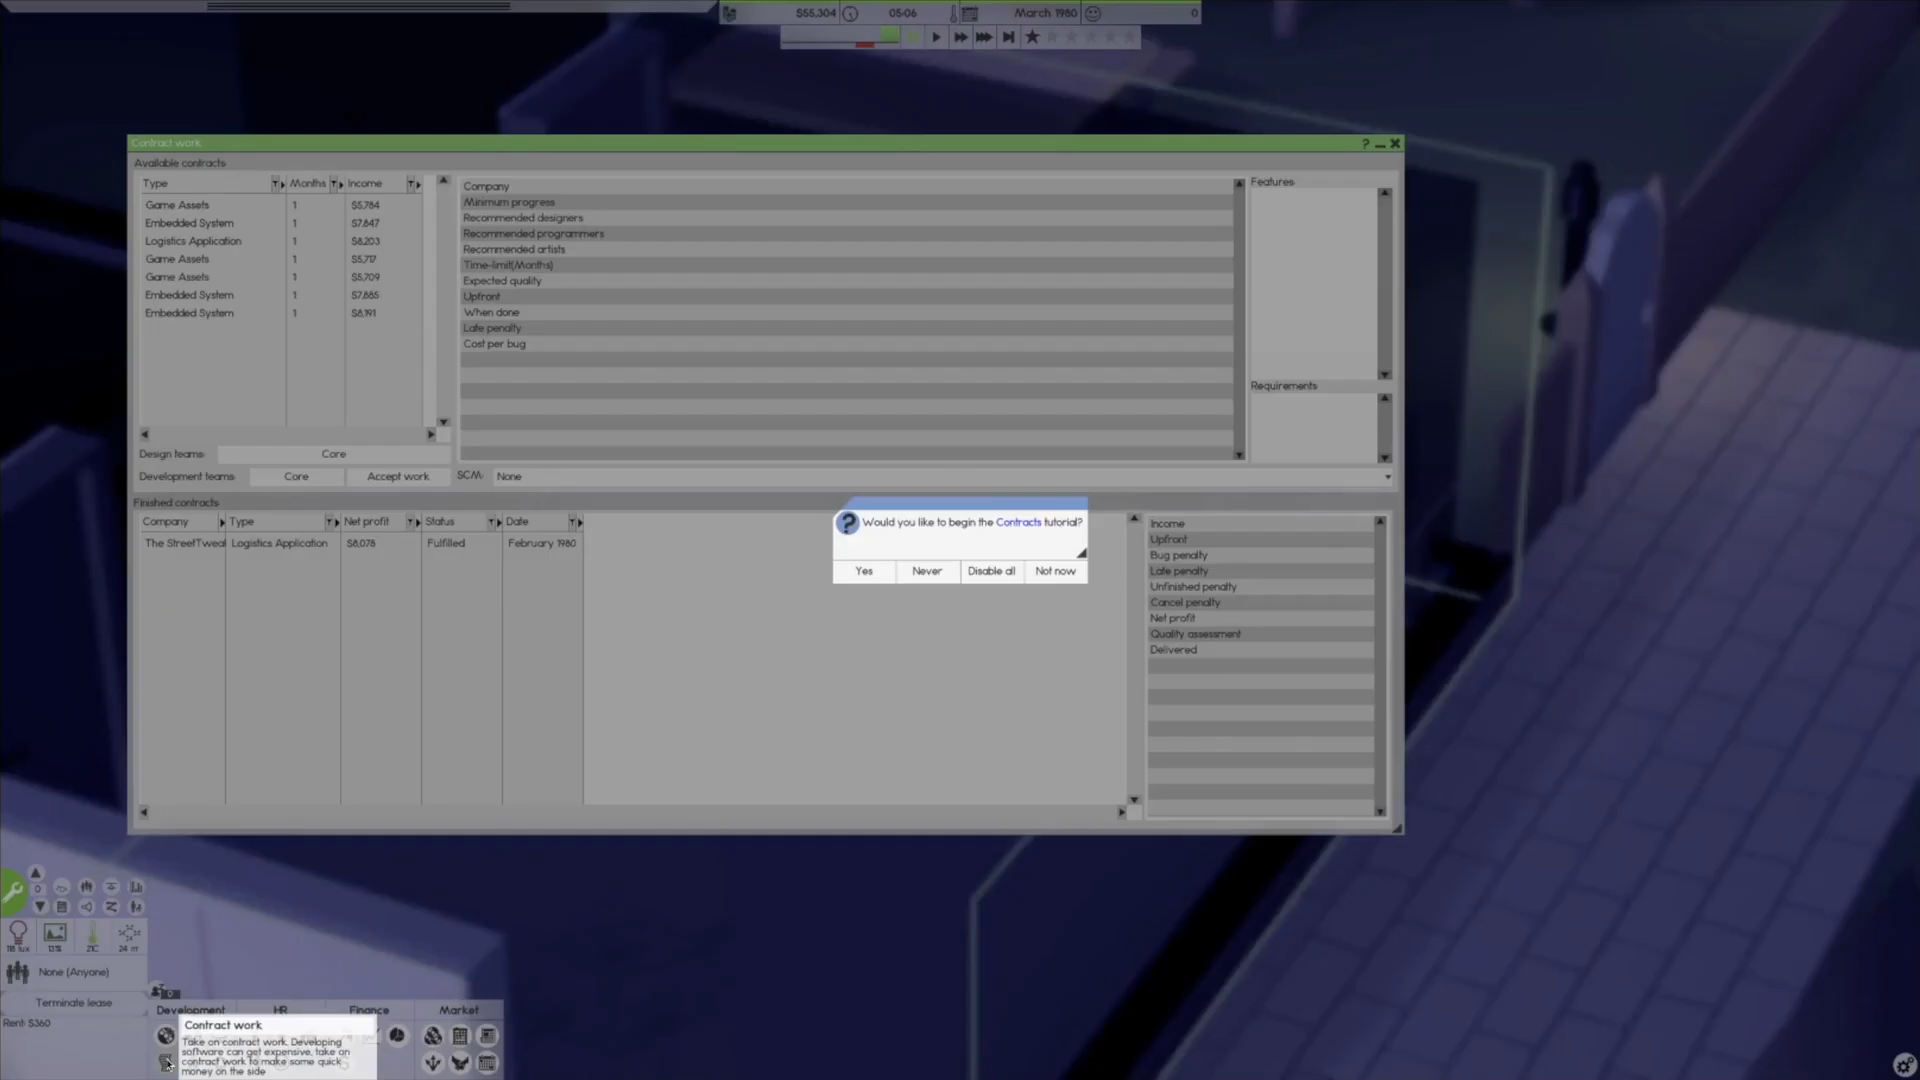 $55,304 05:06 March 1980 0
Contract work ?
Available contracts
Type Months Income
Game Assets 1 $5,784
Embedded System 1 $7,847
Logistics Application 1 $8,203
Game Assets 1 $5,717
Game Assets 1 $5,709
Embedded System 1 $7,885
Embedded System 1 $8,191
Company
Minimum progress
Recommended designers
Recommended programmers
Recommended artists
Time-limit(Months)
Expected quality
Upfront
When done
Late penalty
Cost per bug
Features
Requirements
Design teams: Core
Development teams: Core Accept work SCM: None
Finished contracts
Company Type Net profit Status Date
The StreetTweal Logistics Application $8,078 Fulfilled February 1980
? Would you like to begin the Contracts tutorial?
Yes Never Disable all Not now
Income
Upfront
Bug penalty
Late penalty
Unfinished penalty
Cancel penalty
Net profit
Quality assessment
Delivered
0
118 lux 13% 21C 24 m
None (Anyone)
Terminate lease
Rent: $360
Development HR Finance Market
Contract work
Take on contract work. Developing
software can get expensive, take on
contract work to make some quick
money on the side